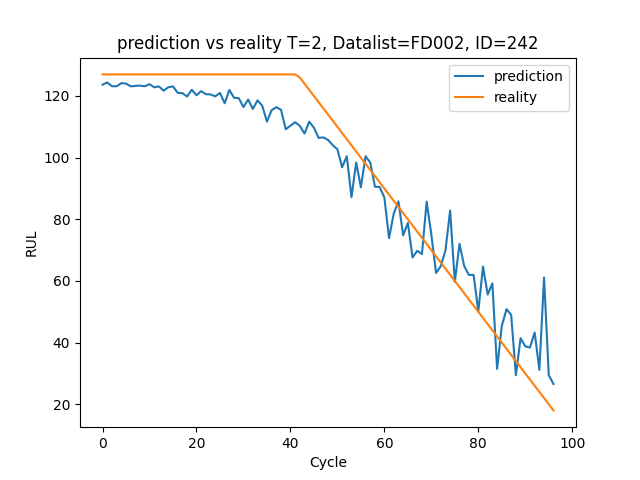 prediction vs reality T=2, Datalist=FD002, ID=242
prediction
reality
RUL
120
100
80
60
40
20
0 20 40 60 80 100
Cycle